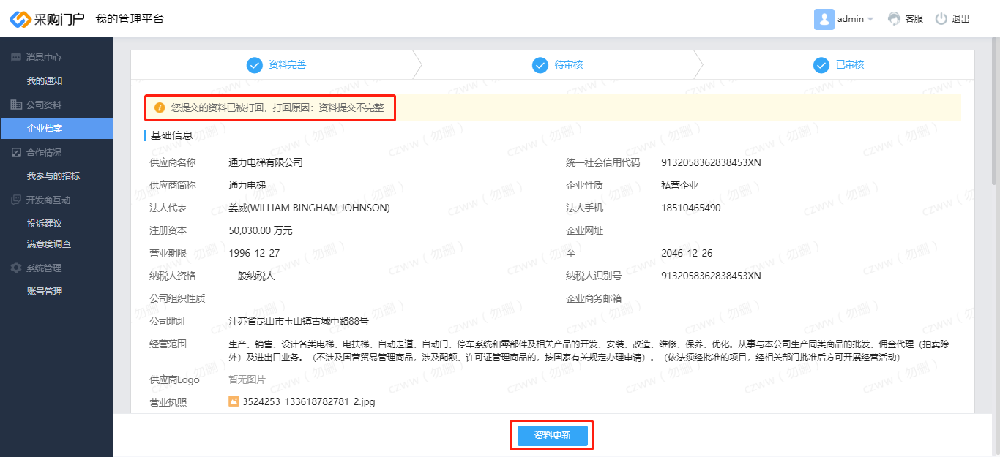 采购门户 我的管理平台 admin 客服 退出
消息中心
我的通知
公司资料
企业档案
合作情况
我参与的招标
开发商互动
投诉建议
满意度调查
系统管理
账号管理
资料完善 待审核 已审核
您提交的资料已被打回，打回原因：资料提交不完整
基础信息
供应商名称 通力电梯有限公司 统一社会信用代码 9132058362838453XN
供应商简称 通力电梯 企业性质 私营企业
法人代表 姜威(WILLIAM BINGHAM JOHNSON) 法人手机 18510465490
注册资本 50,030.00 万元 企业网址
营业期限 1996-12-27 至 2046-12-26
纳税人资格 一般纳税人 纳税人识别号 9132058362838453XN
公司组织性质 企业商务邮箱
公司地址 江苏省昆山市玉山镇古城中路88号
经营范围 生产、销售、设计各类电梯、电扶梯、自动走道、自动门、停车系统和零部件及相关产品的开发、安装、改造、维修、保养、优化。从事与本公司生产同类商品的批发、佣金代理（拍卖除
外）及进出口业务。（不涉及国营贸易管理商品，涉及配额、许可证管理商品的，按国家有关规定办理申请）。（依法须经批准的项目，经相关部门批准后方可开展经营活动）
供应商Logo 暂无图片
营业执照 3524253_133618782781_2.jpg
资料更新
czww（勿删）